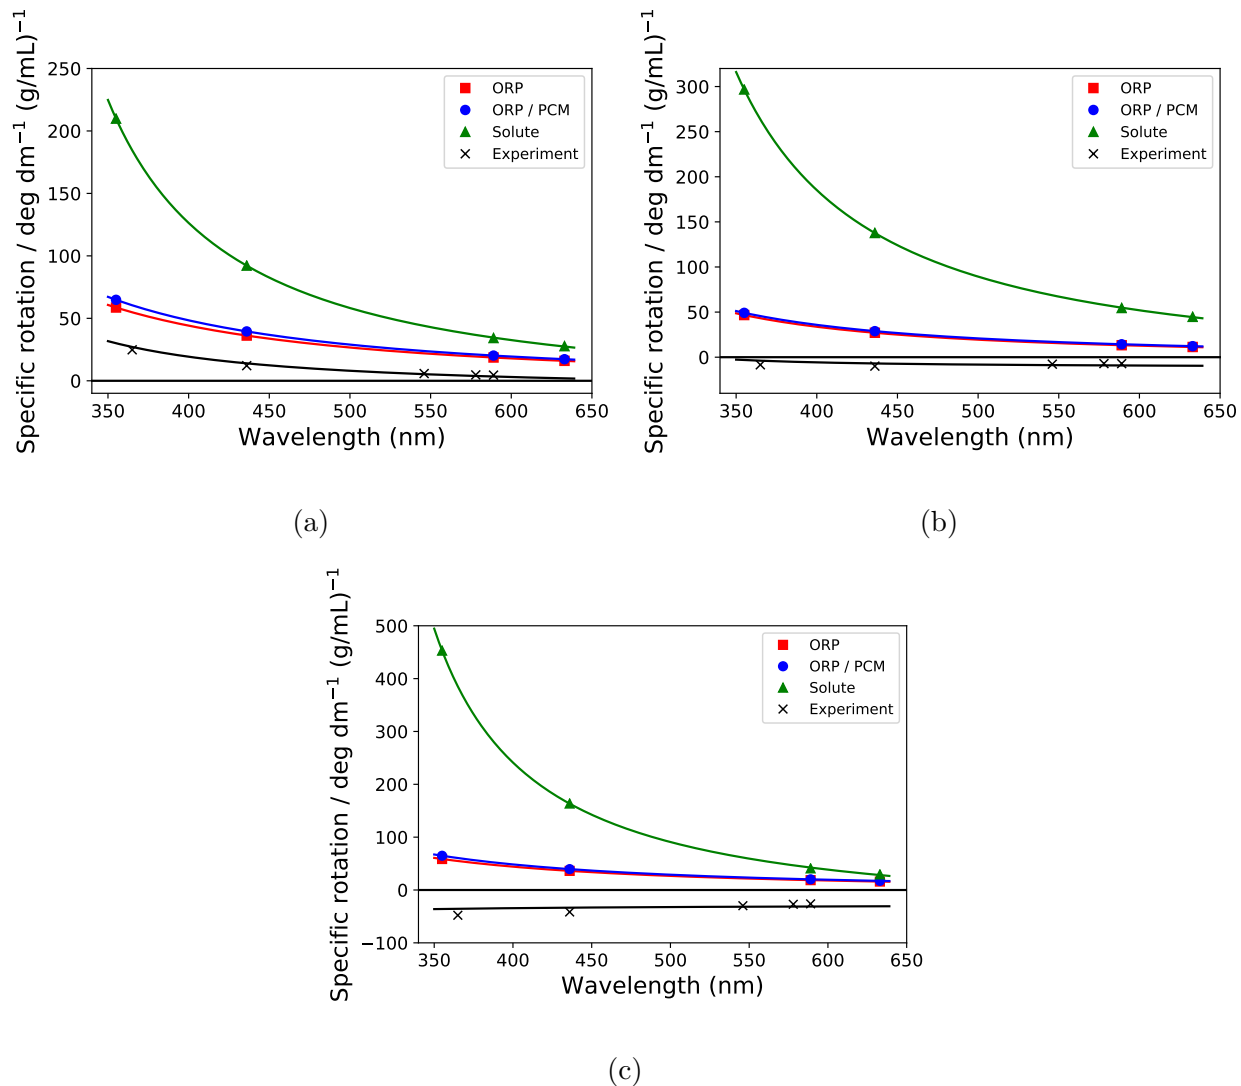 Specific rotation / deg dm⁻¹ (g/mL)⁻¹
250
200
150
100
50
0
350 400 450 500 550 600 650
Wavelength (nm)
ORP
ORP / PCM
Solute
Experiment
(a)
Specific rotation / deg dm⁻¹ (g/mL)⁻¹
300
250
200
150
100
50
0
350 400 450 500 550 600 650
Wavelength (nm)
ORP
ORP / PCM
Solute
Experiment
(b)
Specific rotation / deg dm⁻¹ (g/mL)⁻¹
500
400
300
200
100
0
−100
350 400 450 500 550 600 650
Wavelength (nm)
ORP
ORP / PCM
Solute
Experiment
(c)